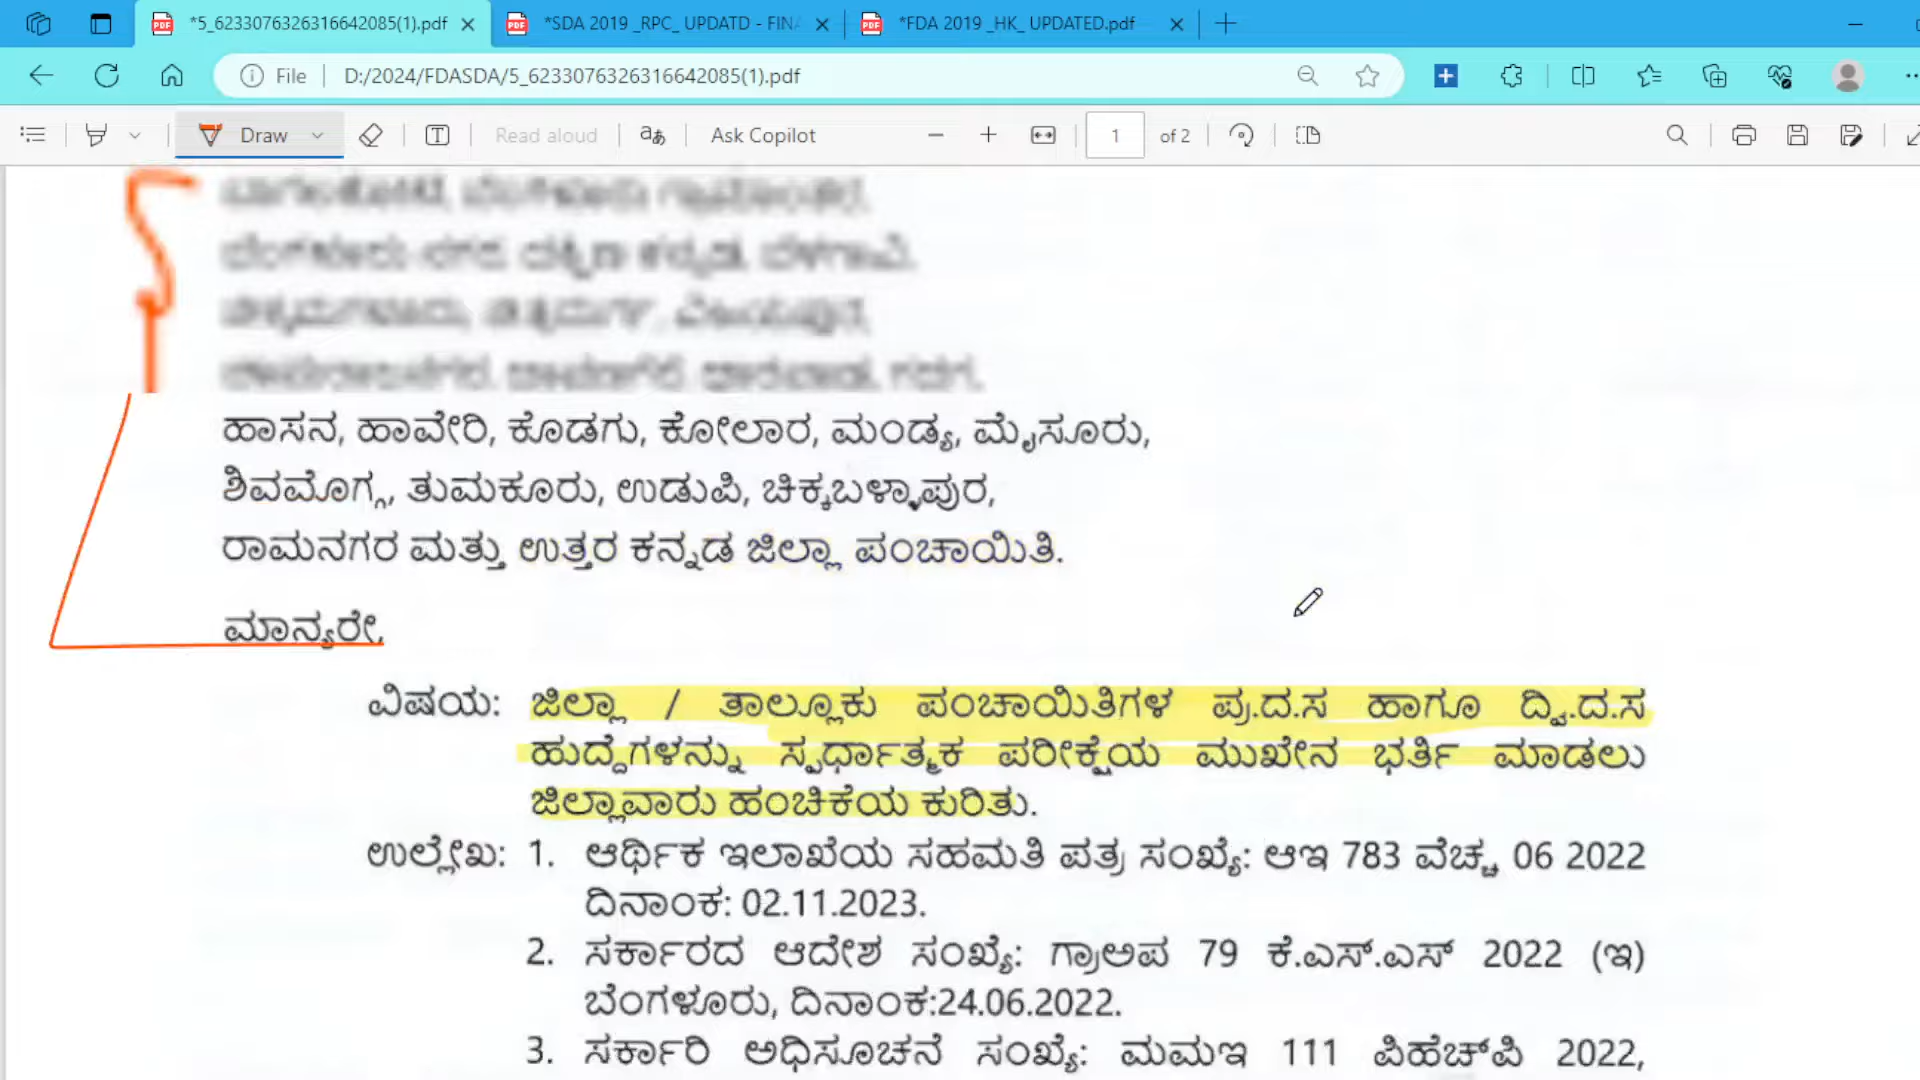 *5_6233076326316642085(1).pdf
*SDA 2019 _RPC_ UPDATD - FINA
*FDA 2019 _HK_ UPDATED.pdf
File
D:/2024/FDASDA/5_6233076326316642085(1).pdf
Draw
T
Read aloud
aあ
Ask Copilot
1
of 2
ಹಾಸನ, ಹಾವೇರಿ, ಕೊಡಗು, ಕೋಲಾರ, ಮಂಡ್ಯ, ಮೈಸೂರು,
ಶಿವಮೊಗ್ಗ, ತುಮಕೂರು, ಉಡುಪಿ, ಚಿಕ್ಕಬಳ್ಳಾಪುರ,
ರಾಮನಗರ ಮತ್ತು ಉತ್ತರ ಕನ್ನಡ ಜಿಲ್ಲಾ ಪಂಚಾಯಿತಿ.
ಮಾನ್ಯರೇ,
ವಿಷಯ: ಜಿಲ್ಲಾ / ತಾಲ್ಲೂಕು ಪಂಚಾಯಿತಿಗಳ ಪ್ರ.ದ.ಸ ಹಾಗೂ ದ್ವಿ.ದ.ಸ
ಹುದ್ದೆಗಳನ್ನು ಸ್ಪರ್ಧಾತ್ಮಕ ಪರೀಕ್ಷೆಯ ಮುಖೇನ ಭರ್ತಿ ಮಾಡಲು
ಜಿಲ್ಲಾವಾರು ಹಂಚಿಕೆಯ ಕುರಿತು.
ಉಲ್ಲೇಖ: 1. ಆರ್ಥಿಕ ಇಲಾಖೆಯ ಸಹಮತಿ ಪತ್ರ ಸಂಖ್ಯೆ: ಆಇ 783 ವೆಚ್ಚ 06 2022
ದಿನಾಂಕ: 02.11.2023.
2. ಸರ್ಕಾರದ ಆದೇಶ ಸಂಖ್ಯೆ: ಗ್ರಾಅಪ 79 ಕೆ.ಎಸ್.ಎಸ್ 2022 (ಇ)
ಬೆಂಗಳೂರು, ದಿನಾಂಕ:24.06.2022.
3. ಸರ್ಕಾರಿ ಅಧಿಸೂಚನೆ ಸಂಖ್ಯೆ: ಮಮಇ 111 ಪಿಹೆಚ್‌ಪಿ 2022,